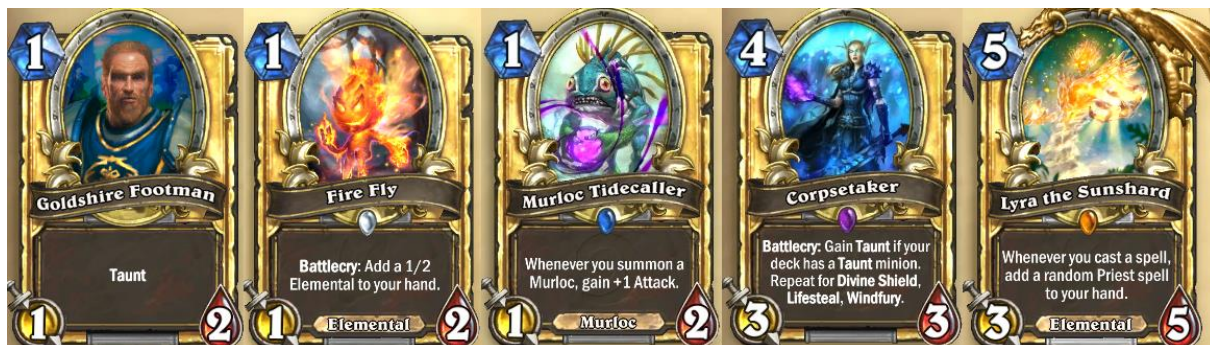 1
Goldshire Footman
Taunt
1
2
1
Fire Fly
Battlecry: Add a 1/2
Elemental to your hand.
1
Elemental
2
1
Murloc Tidecaller
Whenever you summon a
Murloc, gain +1 Attack.
1
Murloc
2
4
Corpsetaker
Battlecry: Gain Taunt if your
deck has a Taunt minion.
Repeat for Divine Shield,
Lifesteal, Windfury.
3
3
5
Lyra the Sunshard
Whenever you cast a spell,
add a random Priest spell
to your hand.
3
Elemental
5